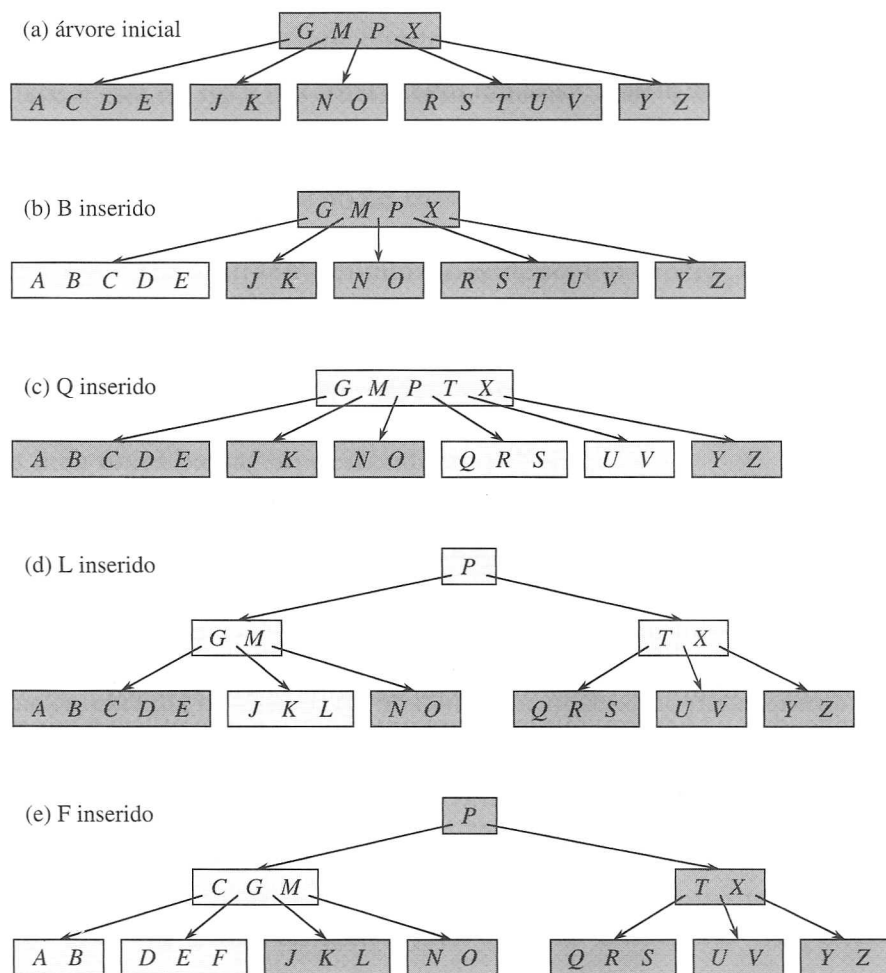 (a) árvore inicial
G M P X
A C D E J K N O R S T U V Y Z
(b) B inserido
G M P X
A B C D E J K N O R S T U V Y Z
(c) Q inserido
G M P T X
A B C D E J K N O Q R S U V Y Z
(d) L inserido
P
G M T X
A B C D E J K L N O Q R S U V Y Z
(e) F inserido
P
C G M T X
A B D E F J K L N O Q R S U V Y Z